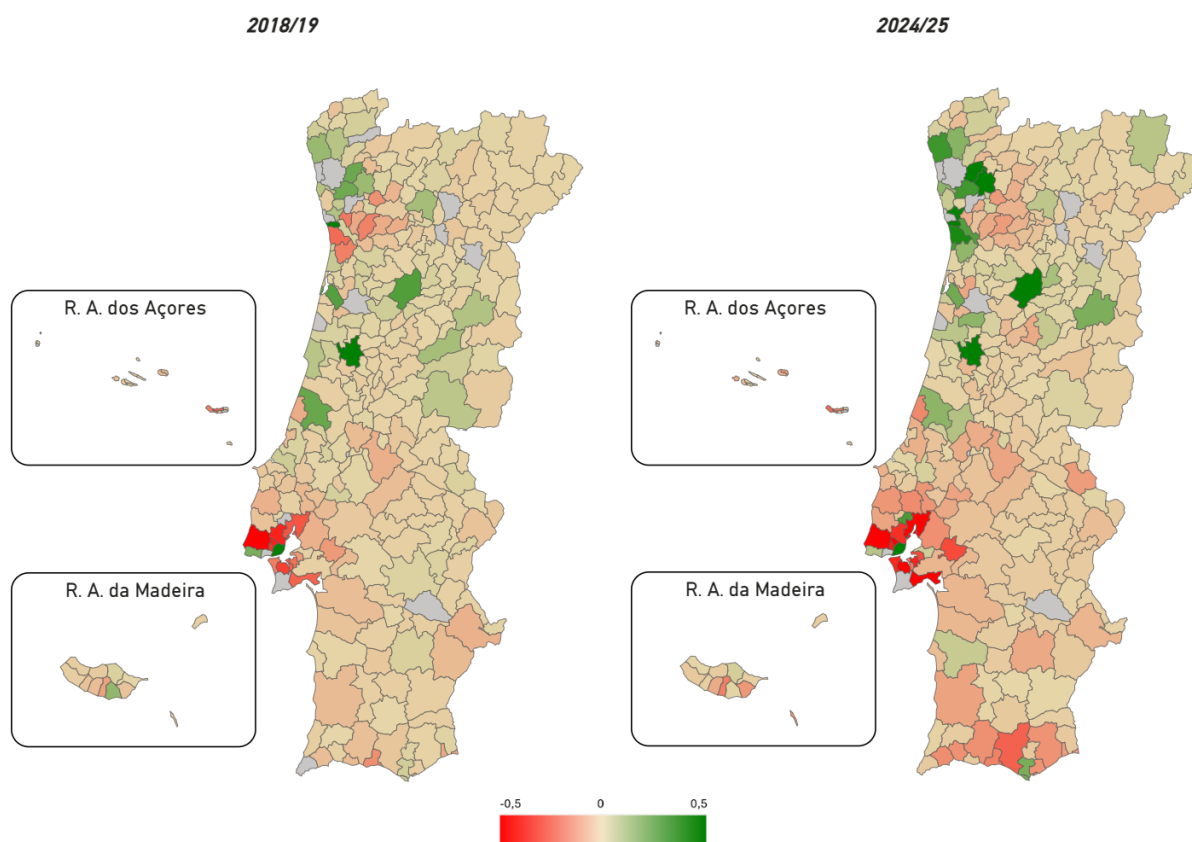 2018/19
2024/25
R. A. dos Açores
R. A. dos Açores
R. A. da Madeira
R. A. da Madeira
-0,5 0 0,5